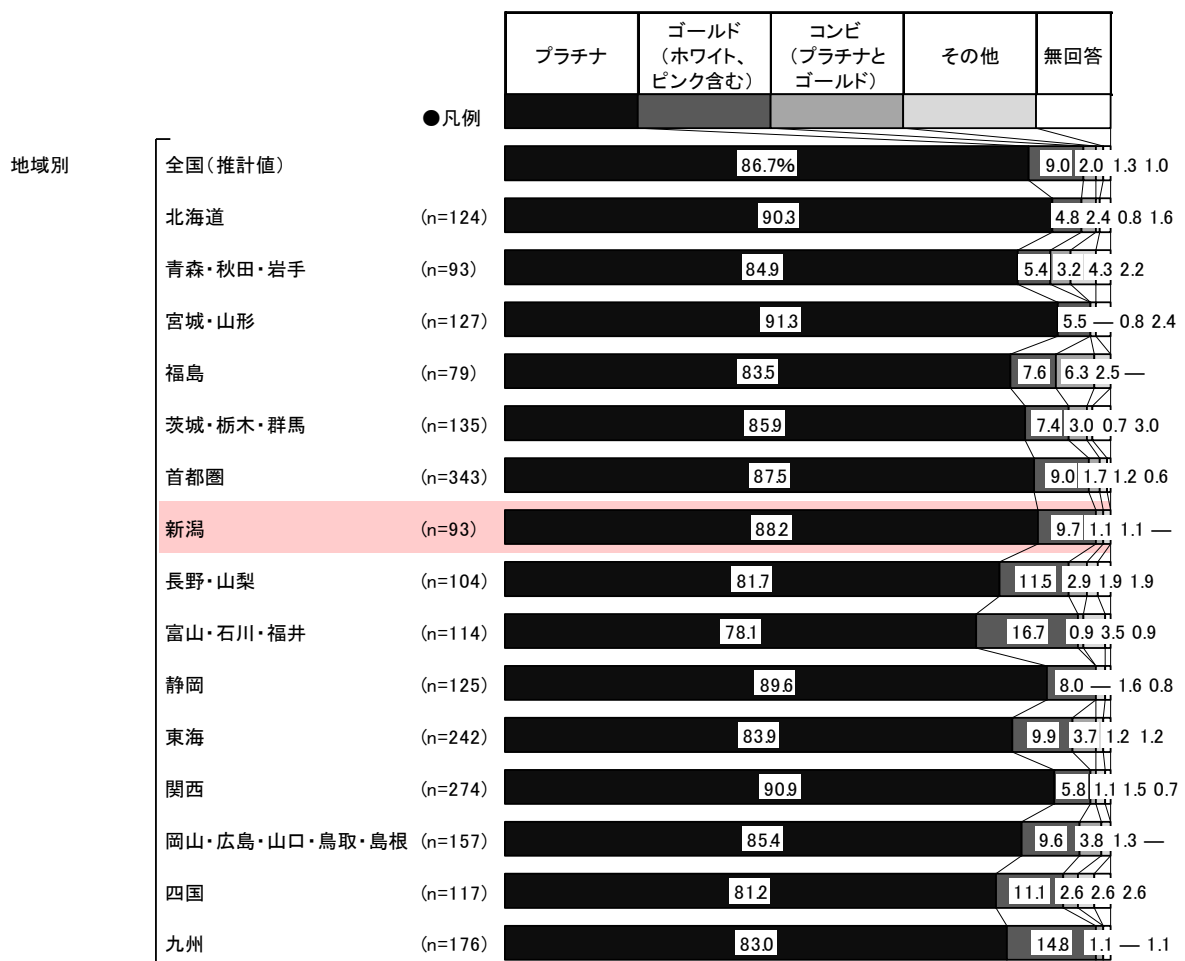 プラチナ
ゴールド
(ホワイト、
ピンク含む)
コンビ
(プラチナと
ゴールド)
その他
無回答
●凡例
地域別
全国(推計値) 86.7% 9.0 2.0 1.3 1.0
北海道 (n=124) 90.3 4.8 2.4 0.8 1.6
青森・秋田・岩手 (n=93) 84.9 5.4 3.2 4.3 2.2
宮城・山形 (n=127) 91.3 5.5 ― 0.8 2.4
福島 (n=79) 83.5 7.6 6.3 2.5 ―
茨城・栃木・群馬 (n=135) 85.9 7.4 3.0 0.7 3.0
首都圏 (n=343) 87.5 9.0 1.7 1.2 0.6
新潟 (n=93) 88.2 9.7 1.1 1.1 ―
長野・山梨 (n=104) 81.7 11.5 2.9 1.9 1.9
富山・石川・福井 (n=114) 78.1 16.7 0.9 3.5 0.9
静岡 (n=125) 89.6 8.0 ― 1.6 0.8
東海 (n=242) 83.9 9.9 3.7 1.2 1.2
関西 (n=274) 90.9 5.8 1.1 1.5 0.7
岡山・広島・山口・鳥取・島根 (n=157) 85.4 9.6 3.8 1.3 ―
四国 (n=117) 81.2 11.1 2.6 2.6 2.6
九州 (n=176) 83.0 14.8 1.1 ― 1.1